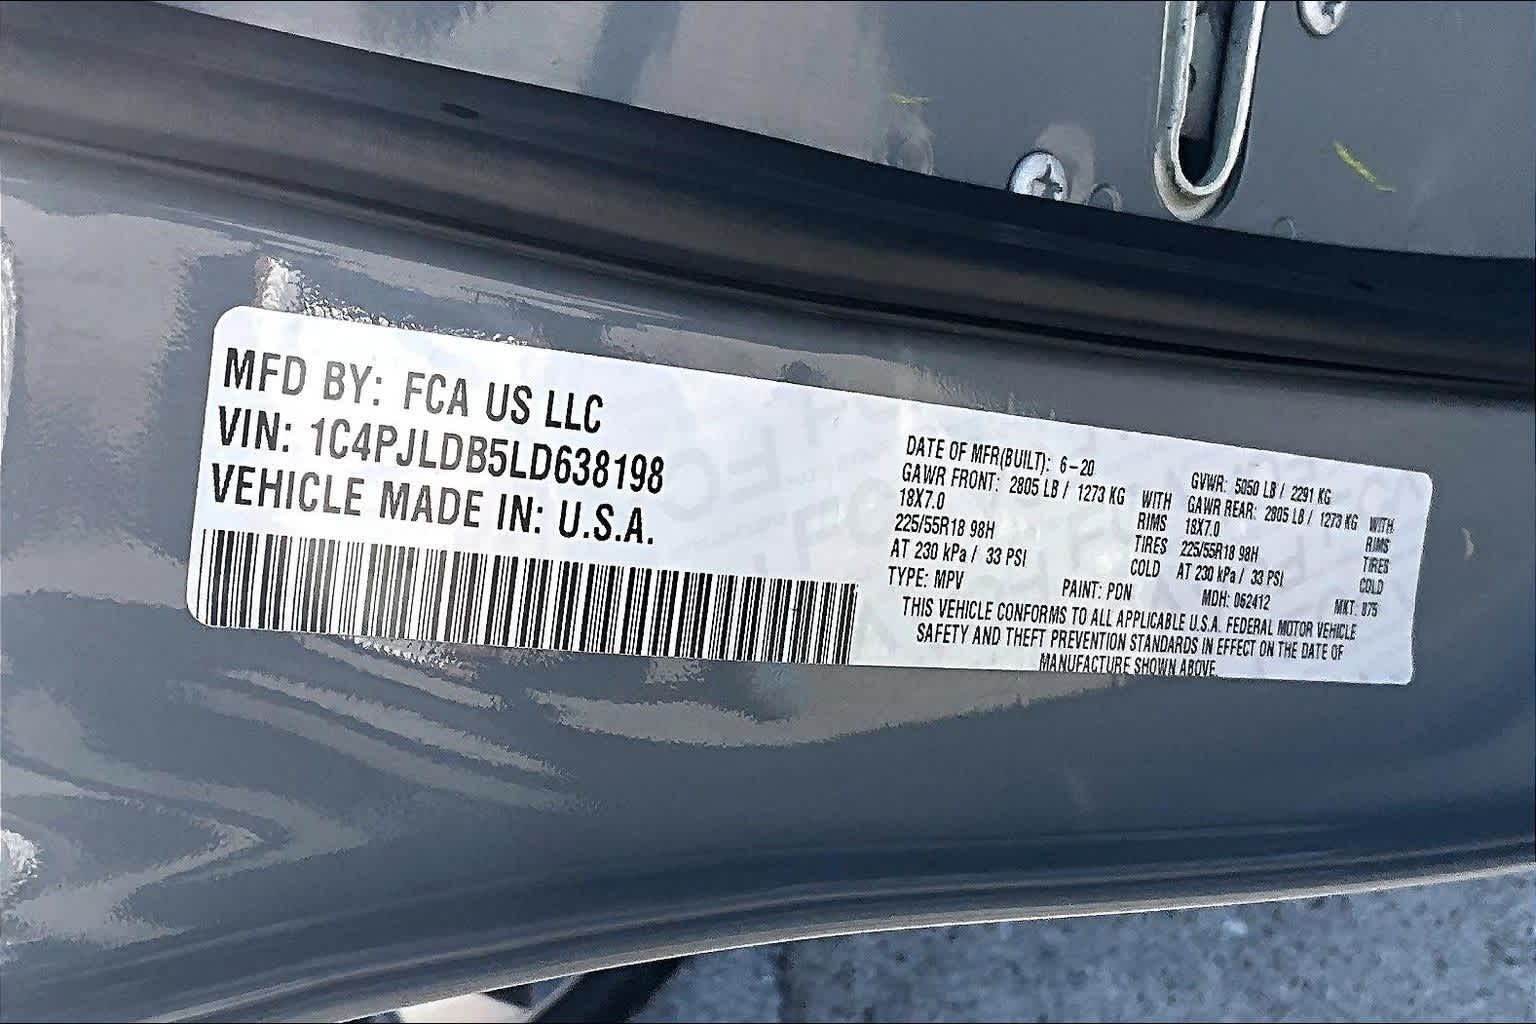 MFD BY: FCA US LLC
VIN: 1C4PJLDB5LD638198
VEHICLE MADE IN: U.S.A.
DATE OF MFR(BUILT): 6-20
GVWR: 5050 LB / 2291 KG
GAWR FRONT: 2805 LB / 1273 KG WITH
18X7.0 RIMS
225/55R18 98H TIRES
AT 230 kPa / 33 PSI COLD
GAWR REAR: 2805 LB / 1273 KG WITH
18X7.0 RIMS
225/55R18 98H TIRES
AT 230 kPa / 33 PSI COLD
TYPE: MPV PAINT: PDN MDH: 062412 MKT: 075
THIS VEHICLE CONFORMS TO ALL APPLICABLE U.S.A. FEDERAL MOTOR VEHICLE
SAFETY AND THEFT PREVENTION STANDARDS IN EFFECT ON THE DATE OF
MANUFACTURE SHOWN ABOVE